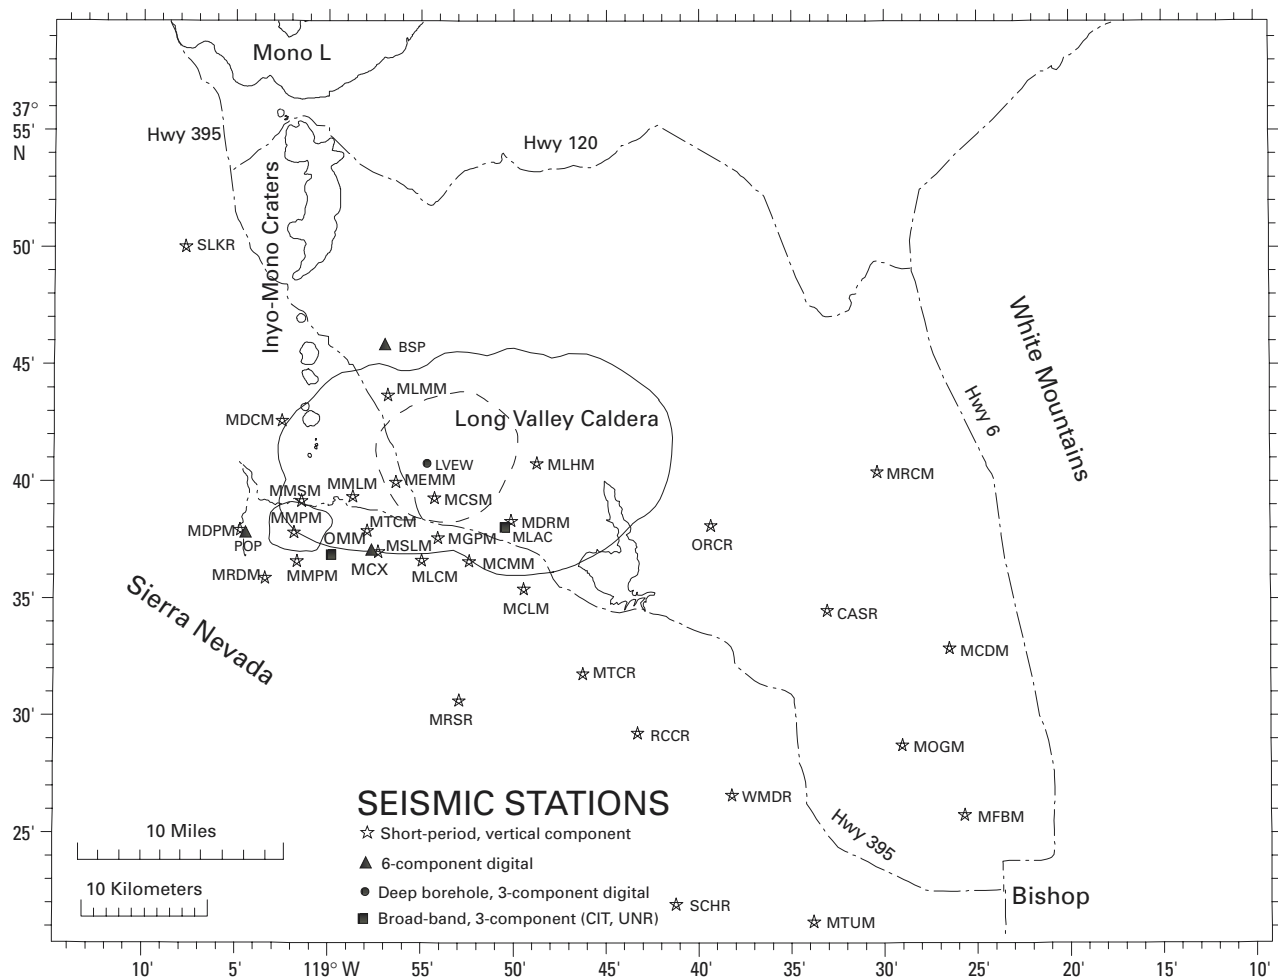 Mono L
37°
55'
N
Hwy 395
Hwy 120
Inyo-Mono Craters
SLKR
50'
White Mountains
BSP
45'
MLMM
Hwy 6
MDCM
Long Valley Caldera
LVEW
MLHM
MRCM
40'
MMSM
MMLM
MEMM
MCSM
MDPM
MMPM
MTCM
MDRM
POP
OMM
MSLM
MGPM
MLAC
ORCR
MRDM
MMPM
MCX
MLCM
MCMM
35'
MCLM
CASR
Sierra Nevada
MCDM
MTCR
30'
MRSR
RCCR
MOGM
WMDR
MFBM
SEISMIC STATIONS
Short-period, vertical component
6-component digital
Deep borehole, 3-component digital
Broad-band, 3-component (CIT, UNR)
10 Miles
25'
10 Kilometers
Hwy 395
Bishop
SCHR
MTUM
10'
5'
119° W
55'
50'
45'
40'
35'
30'
25'
20'
15'
10'